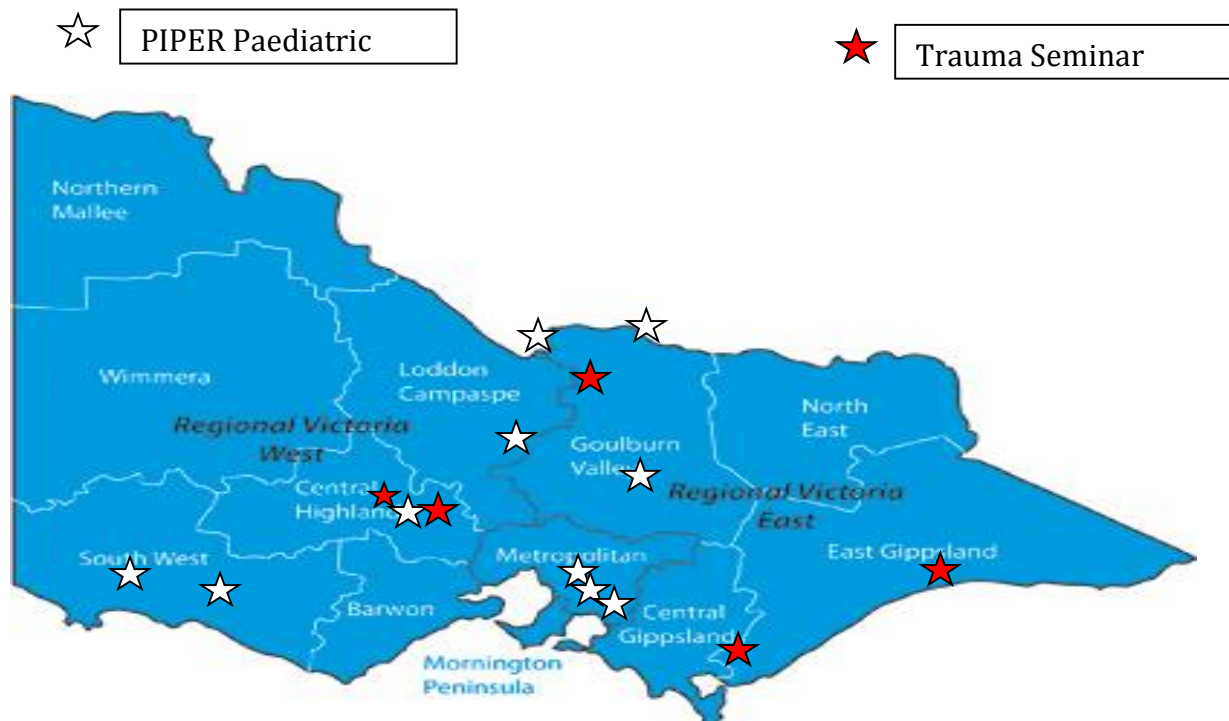 PIPER Paediatric
Trauma Seminar
Northern
Mallee
Wimmera
Loddon
Campaspe
Regional Victoria
West
North
East
Goulburn
Valley
Regional Victoria
East
Central
Highland
South West
Metropolitan
East Gippsland
Barwon
Central
Gippsland
Mornington
Peninsula